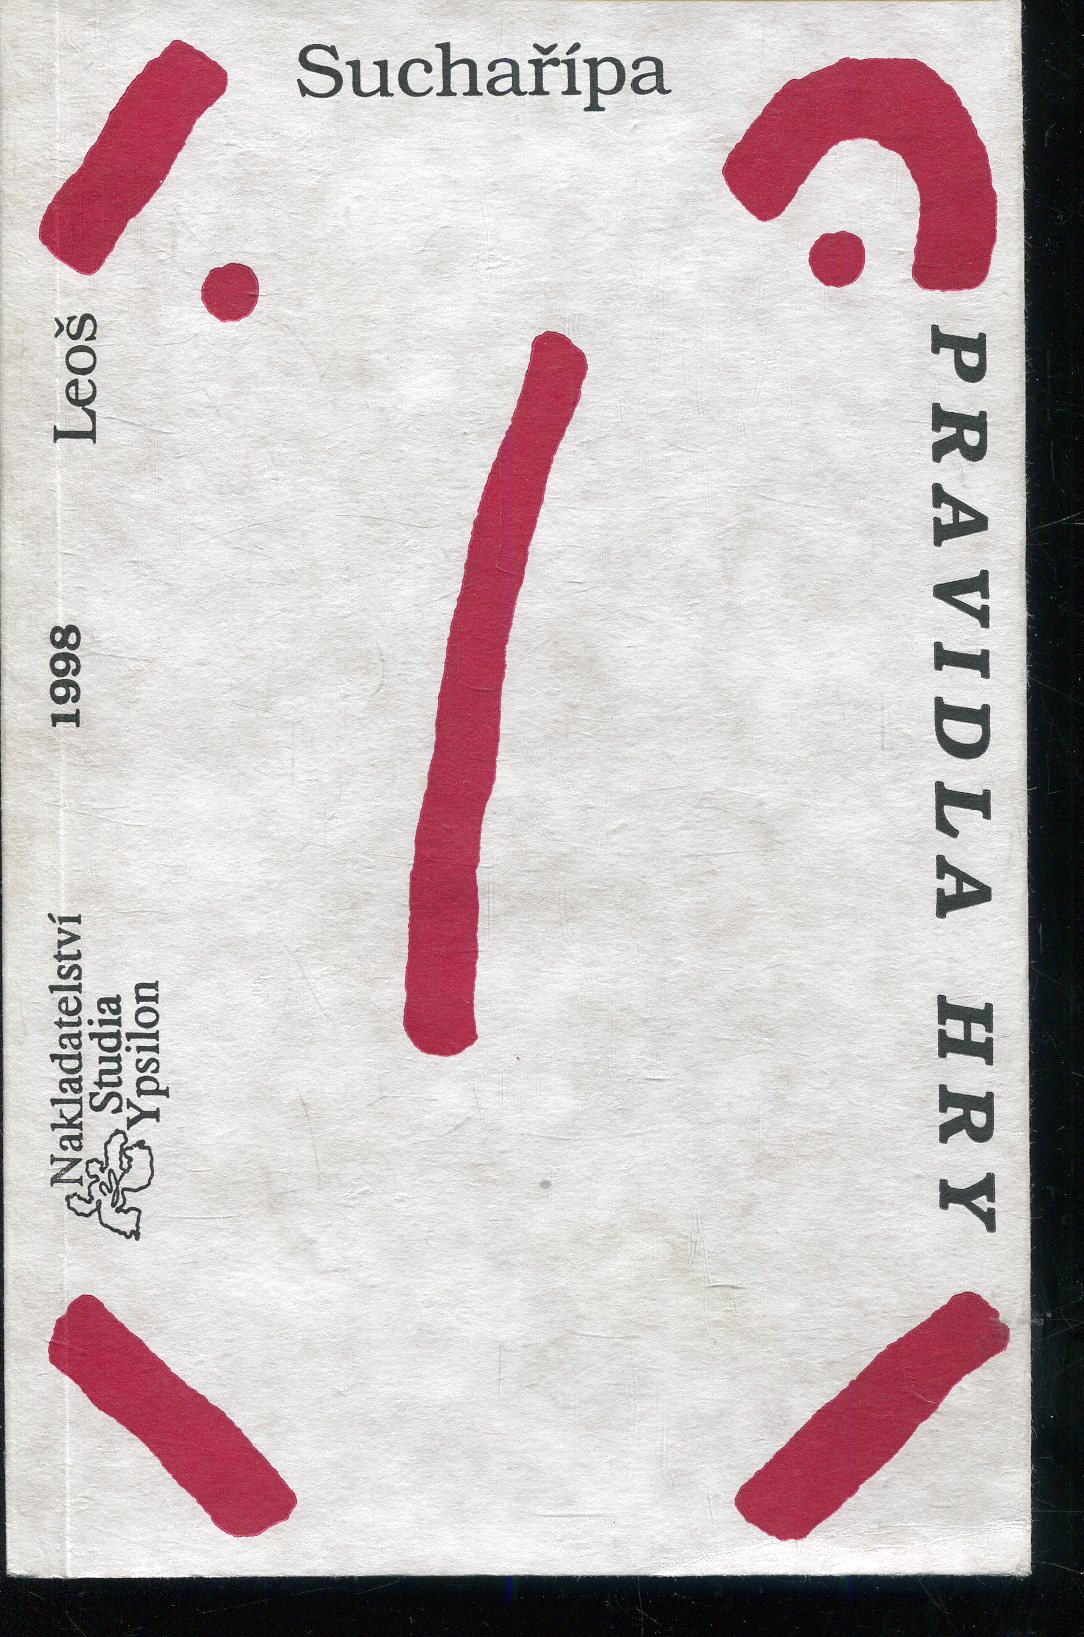 Leoš
Suchařípa
PRAVIDLA HRY
1998
Nakladatelství
Studia
Ypsilon